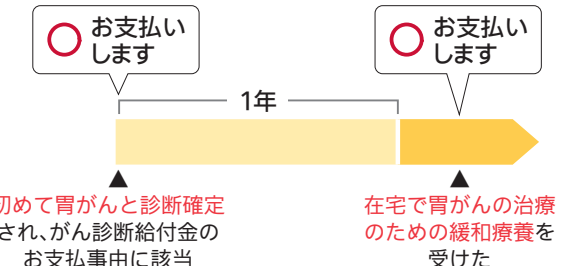 お支払い
します
お支払い
します
1年
初めて胃がんと診断確定
され、がん診断給付金の
お支払事由に該当
在宅で胃がんの治療
のための緩和療養を
受けた